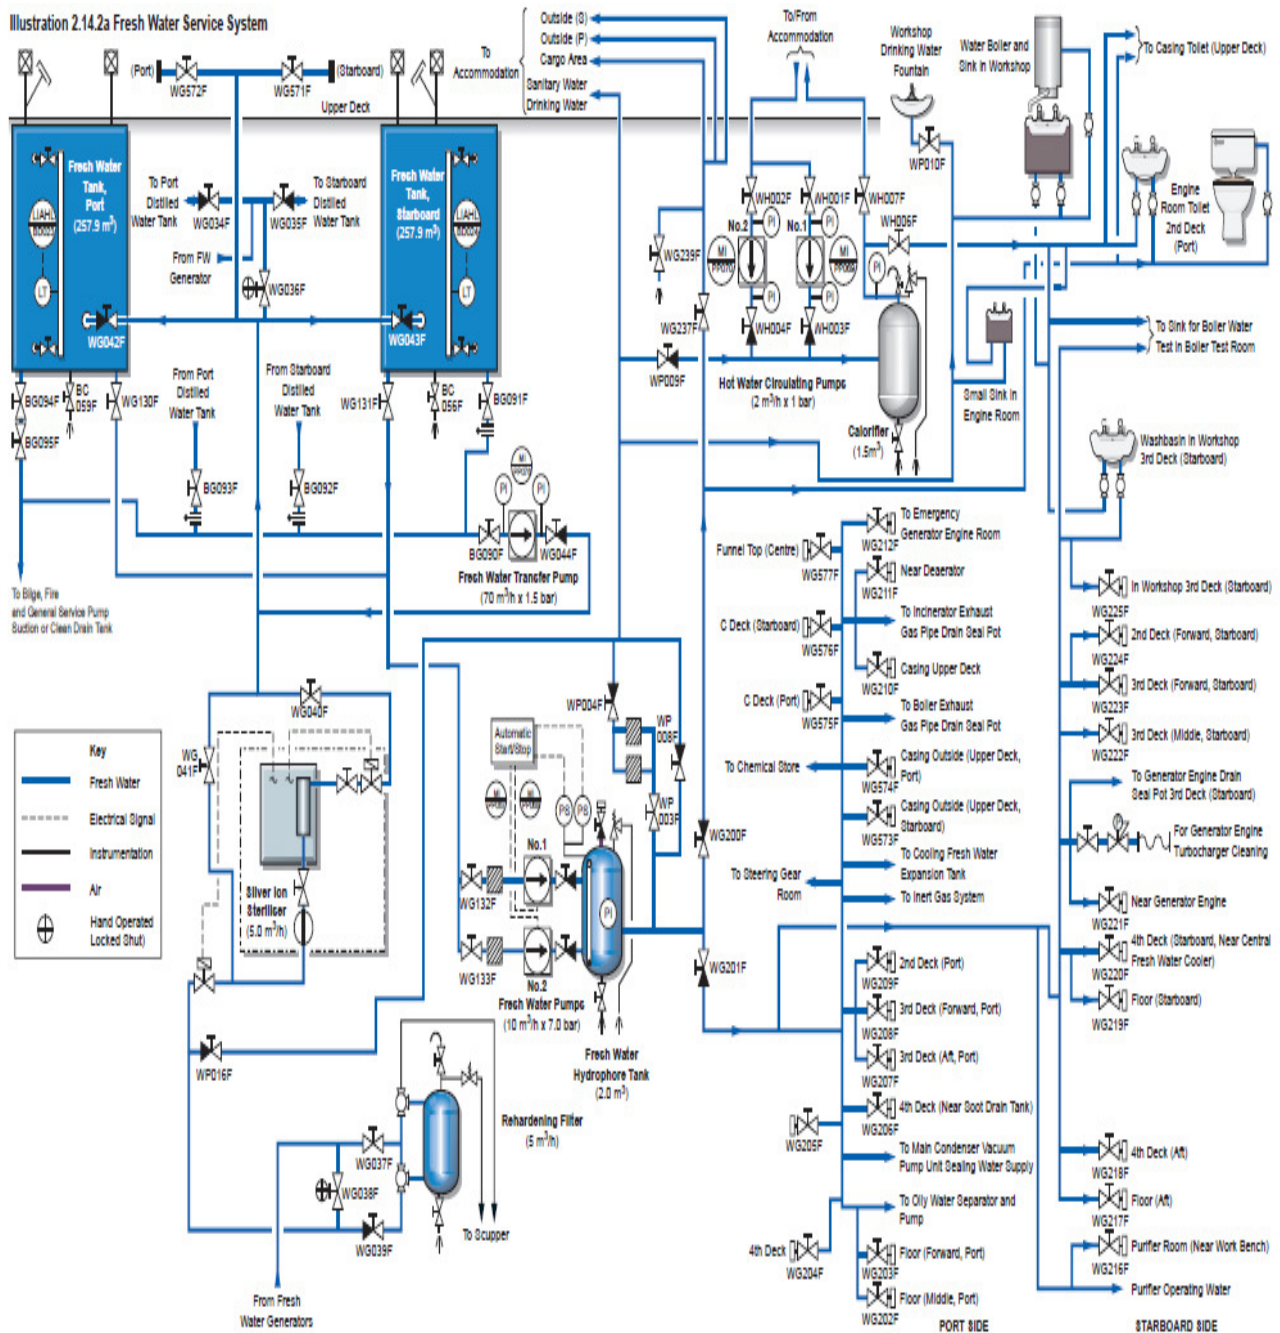 Illustration 2.14.2a Fresh Water Service System
To
Accommodation
Outside (S)
Outside (P)
Cargo Area
Sanitary Water
Drinking Water
To/From
Accommodation
Workshop
Drinking Water
Fountain
Water Boiler and
Sink in Workshop
To Casing Toilet (Upper Deck)
(Port)
WG572F
WG571F
(Starboard)
Upper Deck
Fresh Water
Tank,
Port
(257.9 m³)
LIAHL
LT
To Port
Distilled
Water Tank
WG034F
WG035F
To Starboard
Distilled
Water Tank
From FW
Generator
WG036F
Fresh Water
Tank,
Starboard
(257.9 m³)
LIAHL
LT
WG042F
WG043F
WP010F
WH002F
WH001F
WH007F
WH006F
No.2
No.1
MI
MI
PI
PI
PI
PI
PI
WG239F
WG237F
WH004F
WH003F
WP009F
Hot Water Circulating Pumps
(2 m³/h x 1 bar)
Calorifier
(1.5m³)
Engine
Room Toilet
2nd Deck
(Port)
Small Sink in
Engine Room
To Sink for Boiler Water
Test in Boiler Test Room
Washbasin in Workshop
3rd Deck (Starboard)
BG094F
BG095F
BC
059F
WG130F
From Port
Distilled
Water Tank
From Starboard
Distilled
Water Tank
WG131F
BC
056F
BG091F
BG093F
BG092F
MI
PI
PI
BG090F
WG044F
Fresh Water Transfer Pump
(70 m³/h x 1.5 bar)
To Bilge, Fire
and General Service Pump
Suction or Clean Drain Tank
Funnel Top (Centre)
WG577F
To Emergency
Generator Engine Room
WG212F
Near Deaerator
WG211F
C Deck (Starboard)
WG576F
To Incinerator Exhaust
Gas Pipe Drain Seal Pot
Casing Upper Deck
WG210F
C Deck (Port)
WG575F
To Boiler Exhaust
Gas Pipe Drain Seal Pot
To Chemical Store
Casing Outside (Upper Deck,
Port)
WG574F
Casing Outside (Upper Deck,
Starboard)
WG573F
To Cooling Fresh Water
Expansion Tank
To Steering Gear
Room
To Inert Gas System
In Workshop 3rd Deck (Starboard)
WG225F
2nd Deck (Forward, Starboard)
WG224F
3rd Deck (Forward, Starboard)
WG223F
3rd Deck (Middle, Starboard)
WG222F
To Generator Engine Drain
Seal Pot 3rd Deck (Starboard)
For Generator Engine
Turbocharger Cleaning
Near Generator Engine
WG221F
4th Deck (Starboard, Near Central
Fresh Water Cooler)
WG220F
Floor (Starboard)
WG219F
WG040F
WG
041F
Silver Ion
Steriliser
(5.0 m³/h)
Key
Fresh Water
Electrical Signal
Instrumentation
Air
Hand Operated
Locked Shut)
WP004F
WP
008F
WP
003F
Automatic
Start/Stop
MI
MI
PS
PS
PI
No.1
No.2
WG132F
WG133F
Fresh Water Pumps
(10 m³/h x 7.0 bar)
Fresh Water
Hydrophore Tank
(2.0 m³)
WG200F
WG201F
2nd Deck (Port)
WG209F
3rd Deck (Forward, Port)
WG208F
3rd Deck (Aft, Port)
WG207F
4th Deck (Near Soot Drain Tank)
WG206F
WG205F
To Main Condenser Vacuum
Pump Unit Sealing Water Supply
To Oily Water Separator and
Pump
4th Deck
WG204F
Floor (Forward, Port)
WG203F
Floor (Middle, Port)
WG202F
PORT SIDE
4th Deck (Aft)
WG218F
Floor (Aft)
WG217F
Purifier Room (Near Work Bench)
WG216F
Purifier Operating Water
STARBOARD SIDE
WP016F
Rehardening Filter
(5 m³/h)
WG037F
WG038F
WG039F
To Scupper
From Fresh
Water Generators